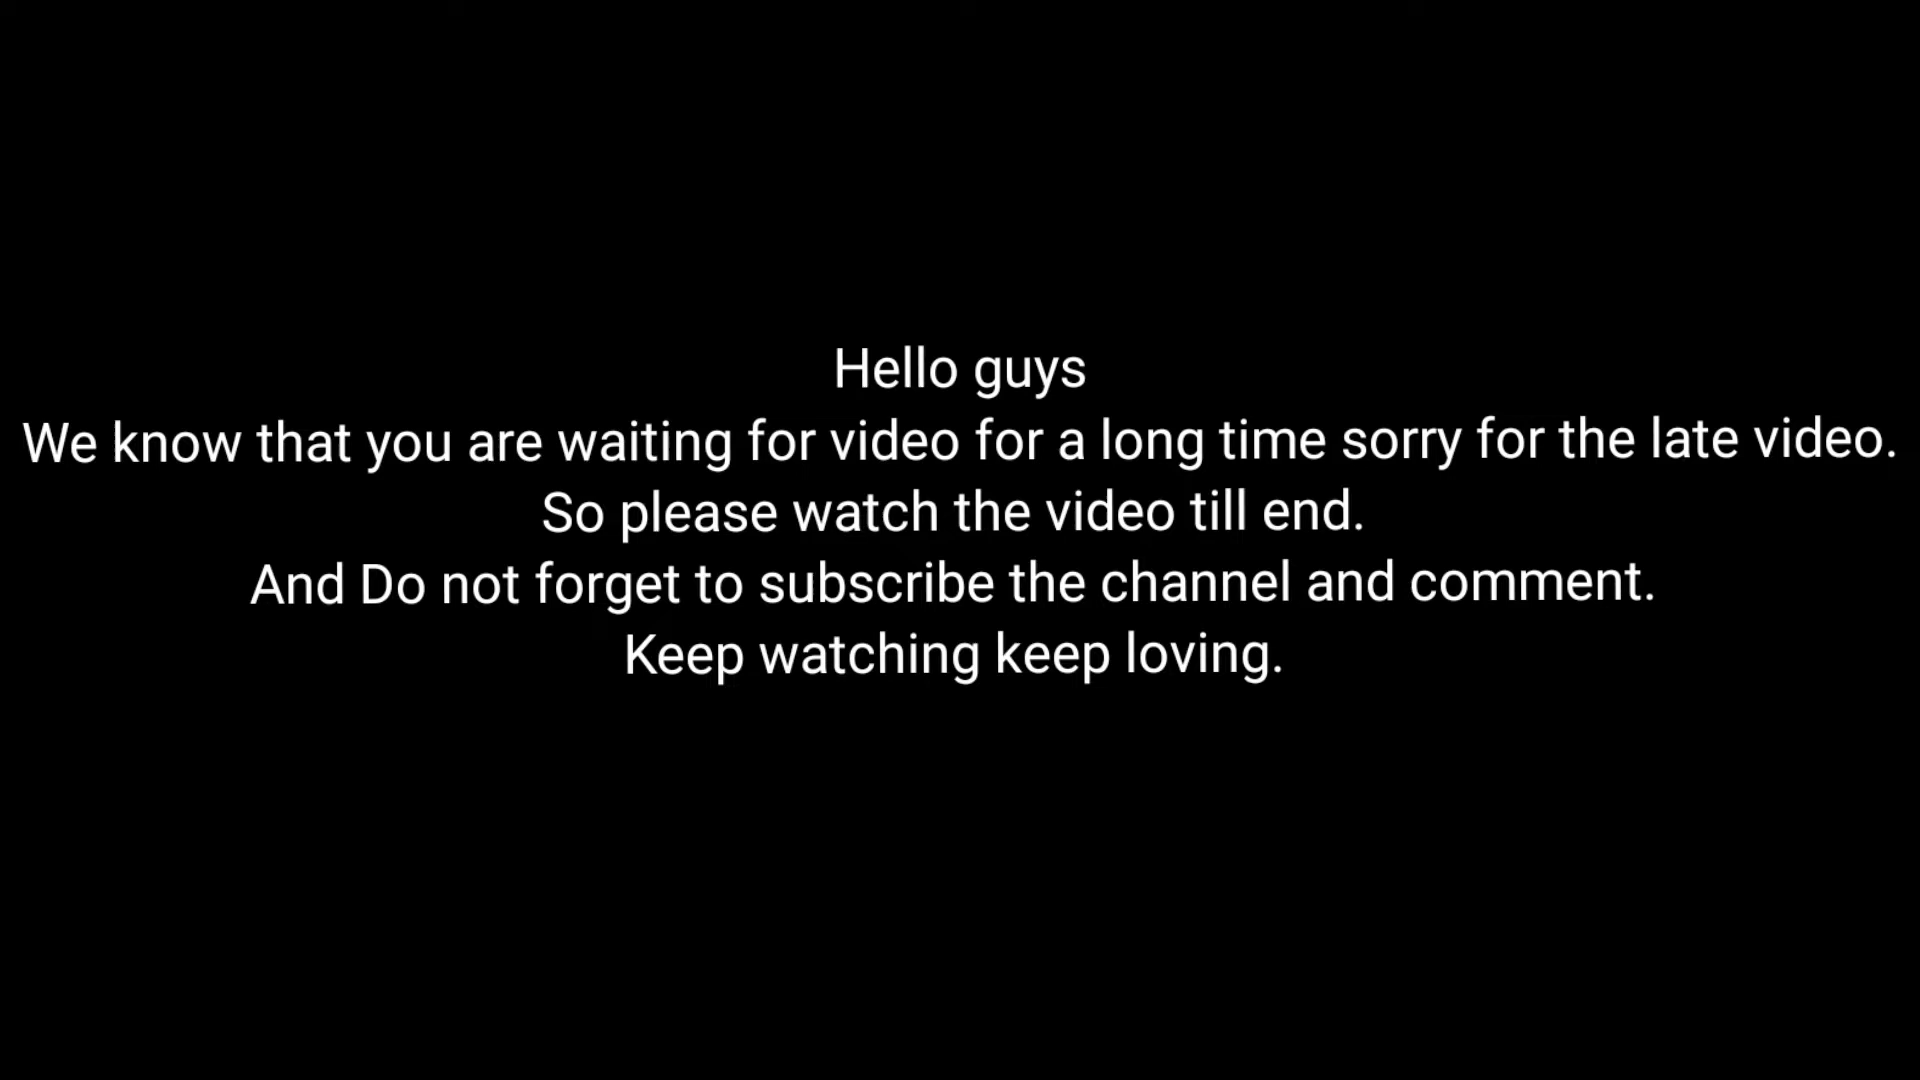 Hello guys
We know that you are waiting for video for a long time sorry for the late video.
So please watch the video till end.
And Do not forget to subscribe the channel and comment.
Keep watching keep loving.